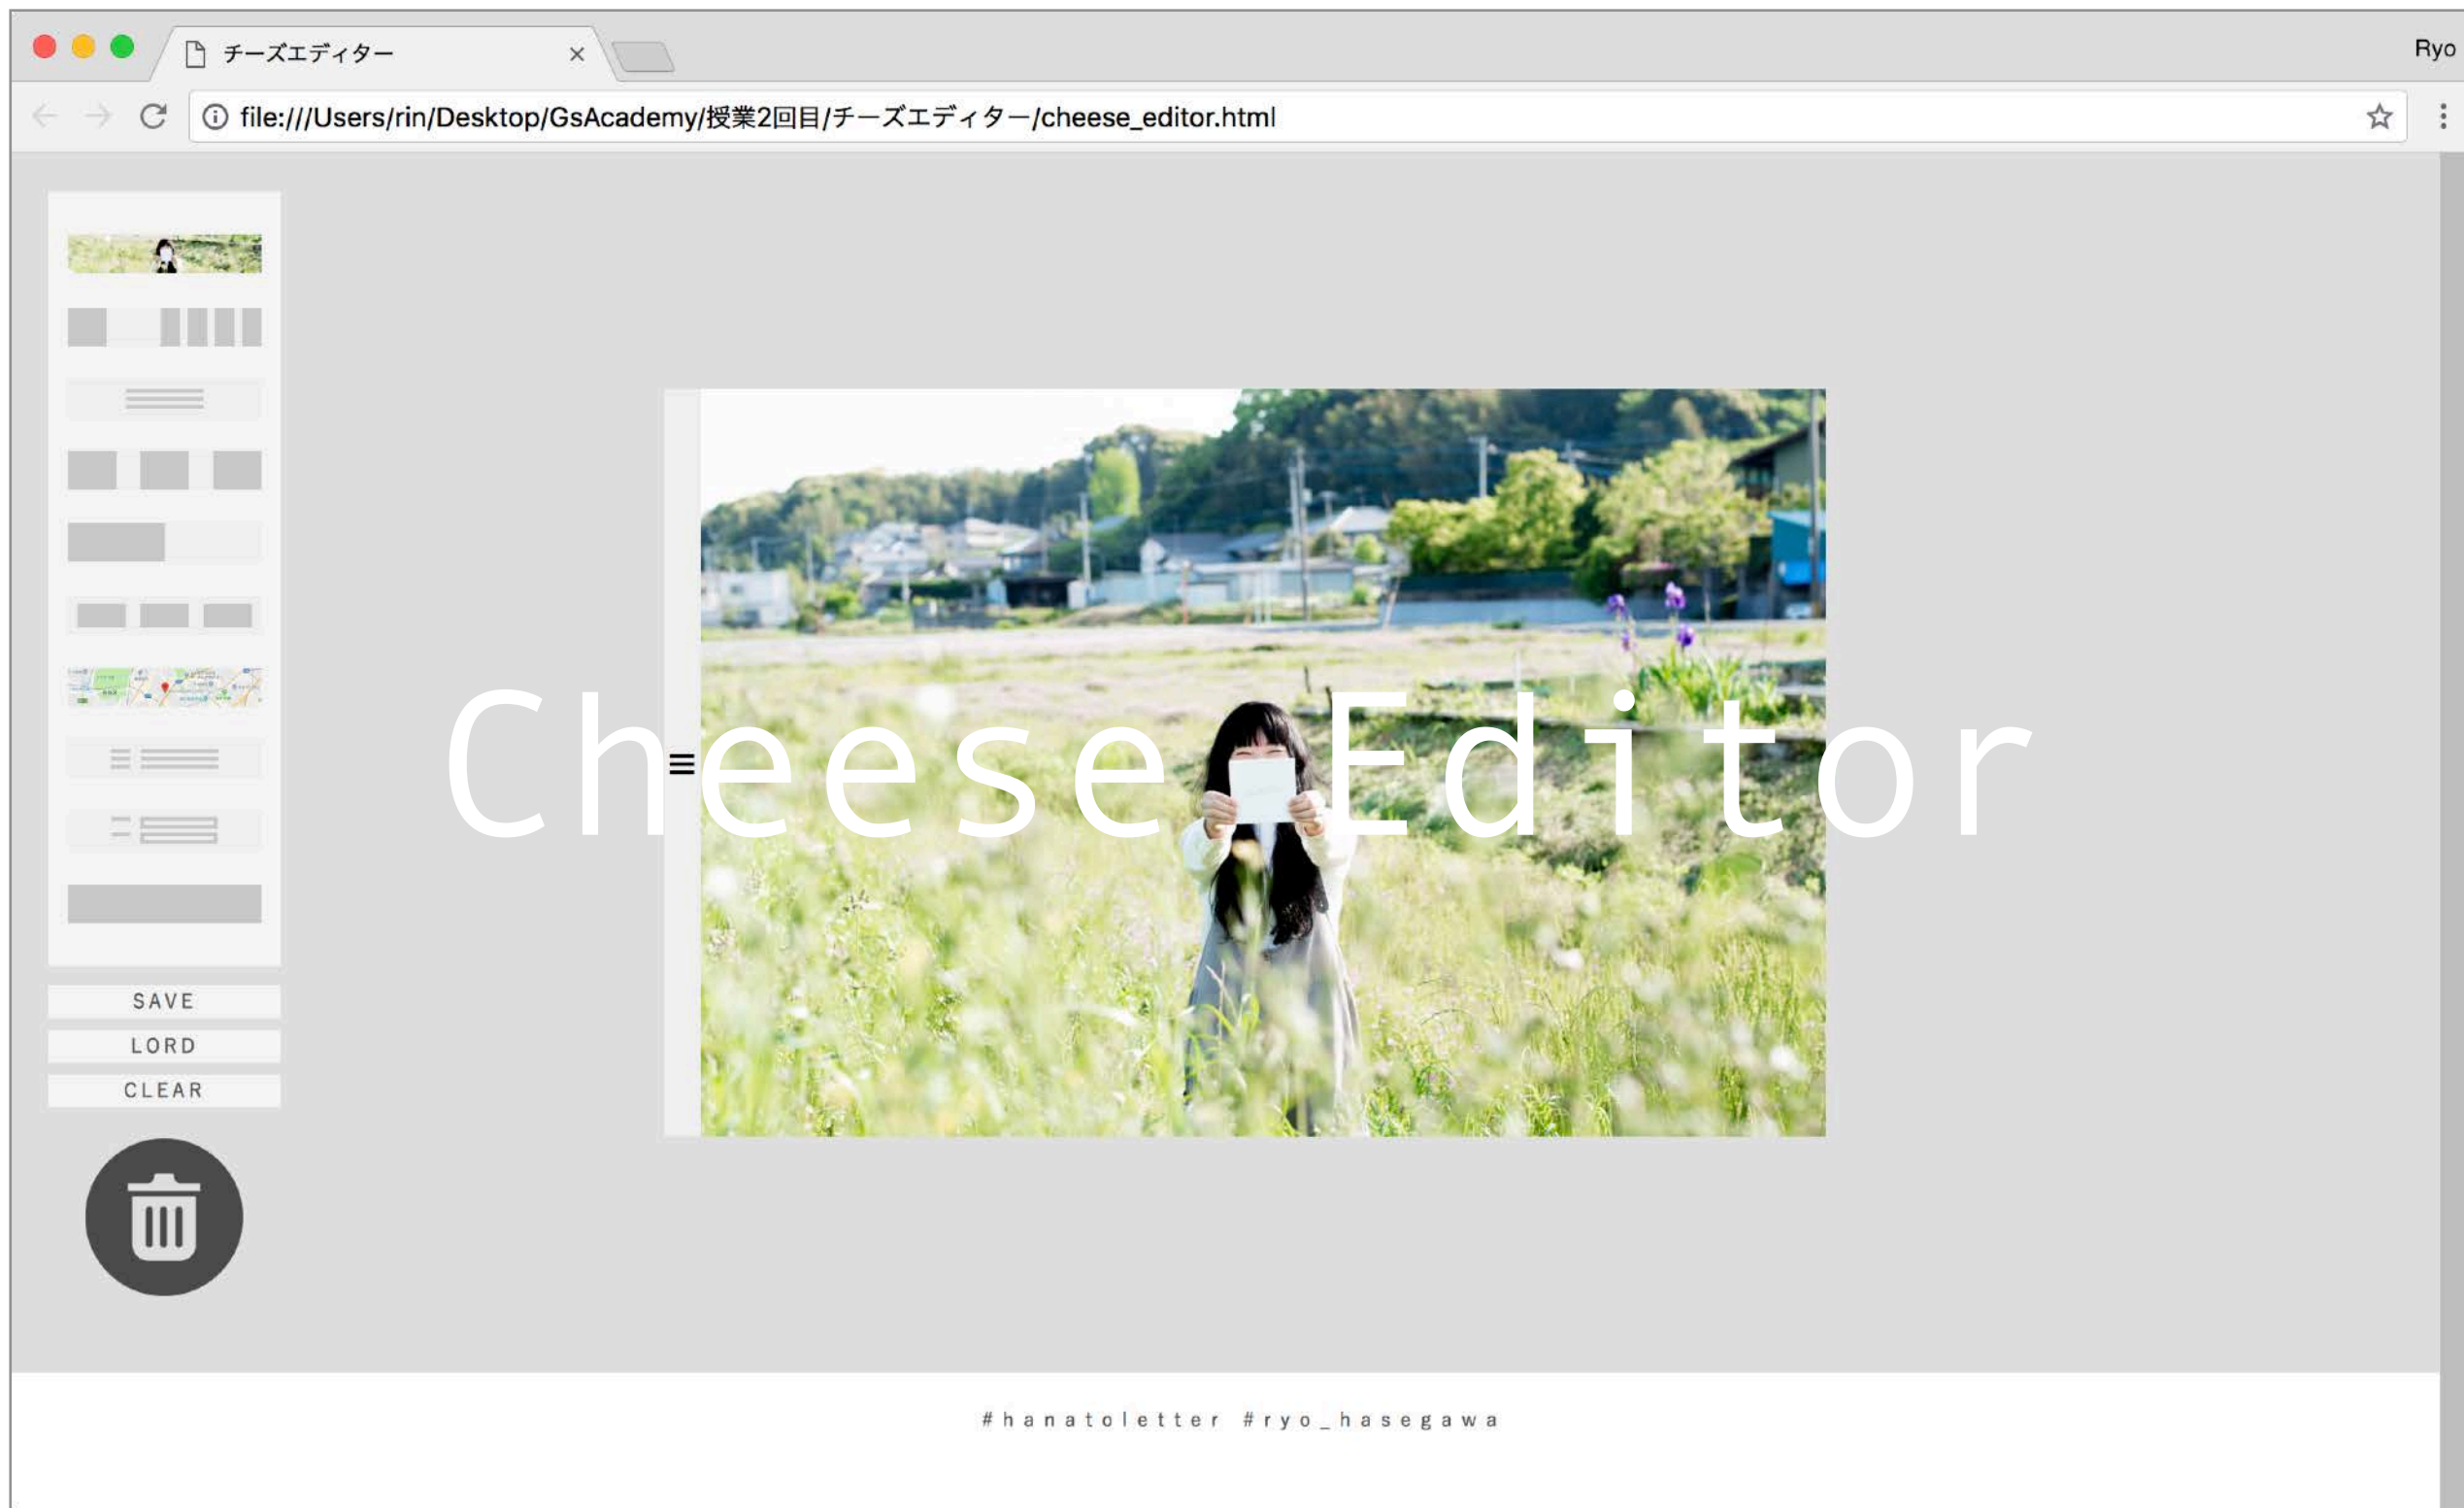 チーズエディター
Ryo
file:///Users/rin/Desktop/GsAcademy/授業2回目/チーズエディター/cheese_editor.html
Cheese Editor
SAVE
LORD
CLEAR
#hanatoletter #ryo_hasegawa